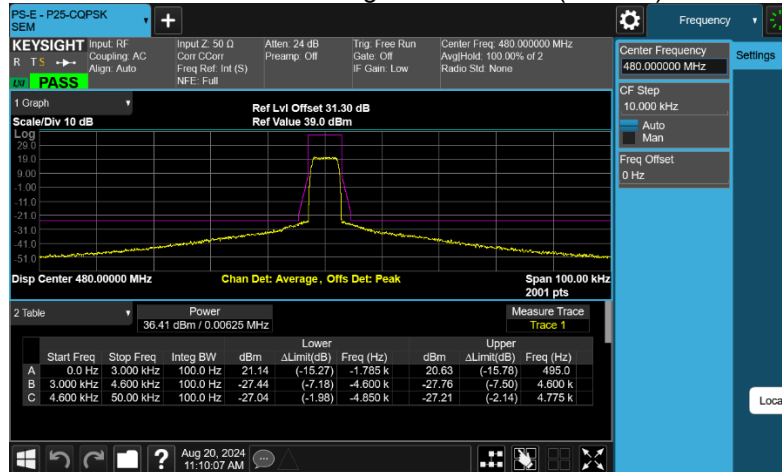 PS-E - P25-CQPSK
SEM
Frequency
KEYSIGHT
R T S
LXI PASS
Input: RF
Coupling: AC
Align: Auto
Input Z: 50 Ω
Corr CCorr
Freq Ref: Int (S)
NFE: Full
Atten: 24 dB
Preamp: Off
Trig: Free Run
Gate: Off
IF Gain: Low
Center Freq: 480.000000 MHz
Avg|Hold: 100.00% of 2
Radio Std: None
Center Frequency
480.000000 MHz
Settings
CF Step
10.000 kHz
Auto
Man
Freq Offset
0 Hz
1 Graph
Scale/Div 10 dB
Ref Lvl Offset 31.30 dB
Ref Value 39.0 dBm
Log
29.0
19.0
9.00
-1.00
-11.0
-21.0
-31.0
-41.0
-51.0
Disp Center 480.00000 MHz
Chan Det: Average, Offs Det: Peak
Span 100.00 kHz
2001 pts
2 Table
Power
36.41 dBm / 0.00625 MHz
Measure Trace
Trace 1
Lower Upper
Start Freq Stop Freq Integ BW dBm ΔLimit(dB) Freq (Hz) dBm ΔLimit(dB) Freq (Hz)
A 0.0 Hz 3.000 kHz 100.0 Hz 21.14 (-15.27) -1.785 k 20.63 (-15.78) 495.0
B 3.000 kHz 4.600 kHz 100.0 Hz -27.44 (-7.18) -4.600 k -27.76 (-7.50) 4.600 k
C 4.600 kHz 50.00 kHz 100.0 Hz -27.04 (-1.98) -4.850 k -27.21 (-2.14) 4.775 k
Loca
Aug 20, 2024
11:10:07 AM